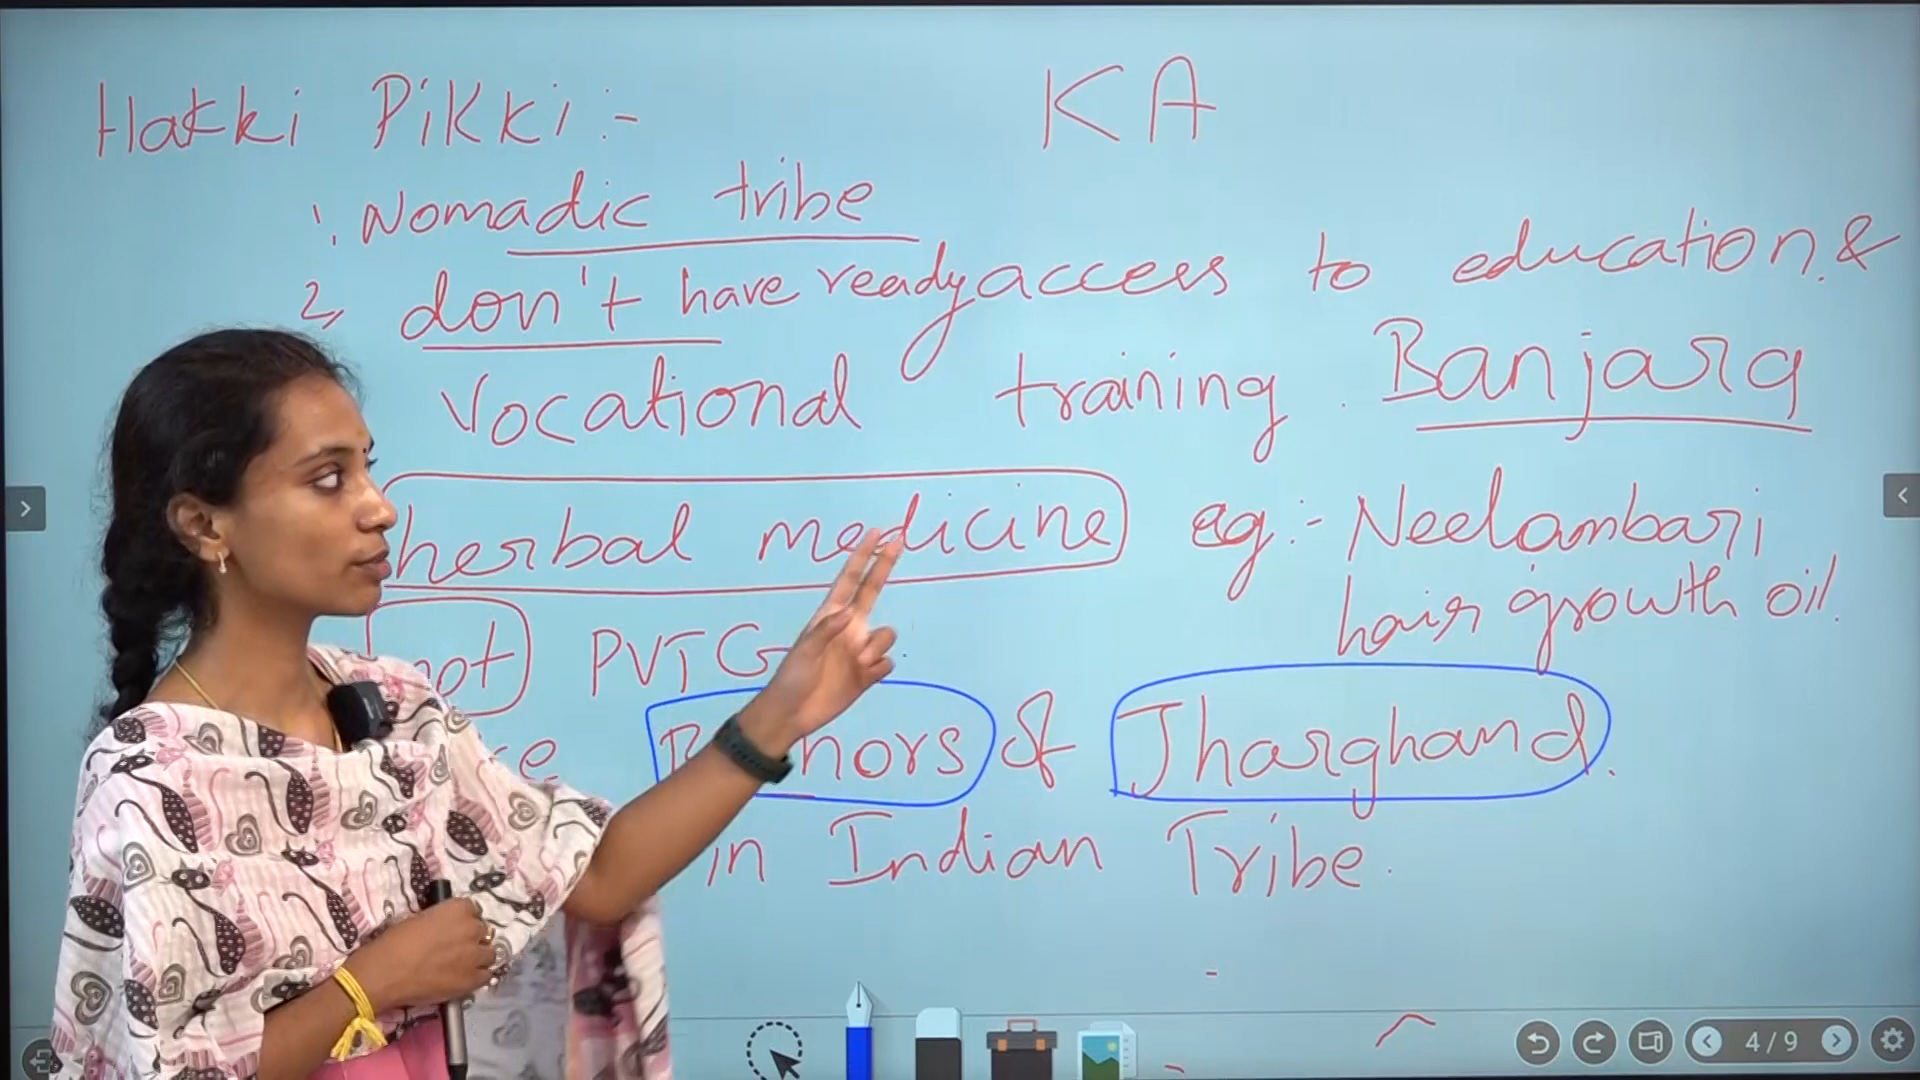 Hakki Pikki :- KA
1. Nomadic tribe
2, don't have ready access to education &
vocational training. Banjara
herbal medicine eg :- Neelambari
hair growth oil.
not PVTG
of Jharghand.
in Indian Tribe.
4 / 9